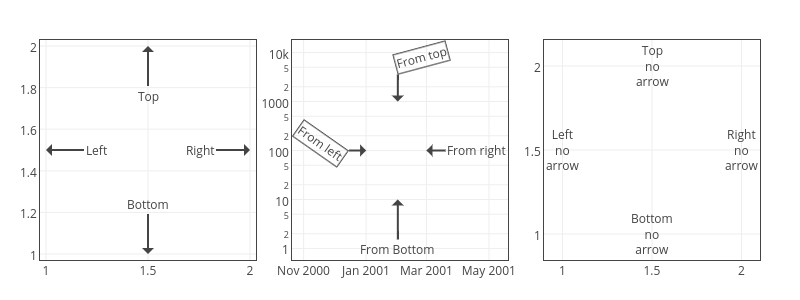 2
1.8
1.6
1.4
1.2
1
1
1.5
2
Top
Left
Right
Bottom
10k
5
2
1000
5
2
100
5
2
10
5
2
1
Nov 2000
Jan 2001
Mar 2001
May 2001
From top
From left
From right
From Bottom
2
1.5
1
1
1.5
2
Top
no
arrow
Left
no
arrow
Right
no
arrow
Bottom
no
arrow